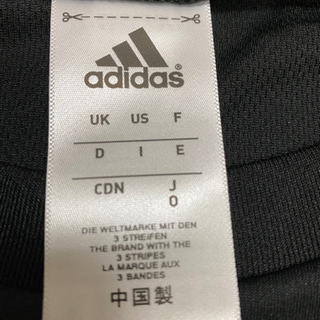 adidas
UK US F
D I E
CDN J
O
DIE WELTMARKE MIT DEN
3 STREIFEN
THE BRAND WITH THE
3 STRIPES
LA MARQUE AUX
3 BANDES
中国製